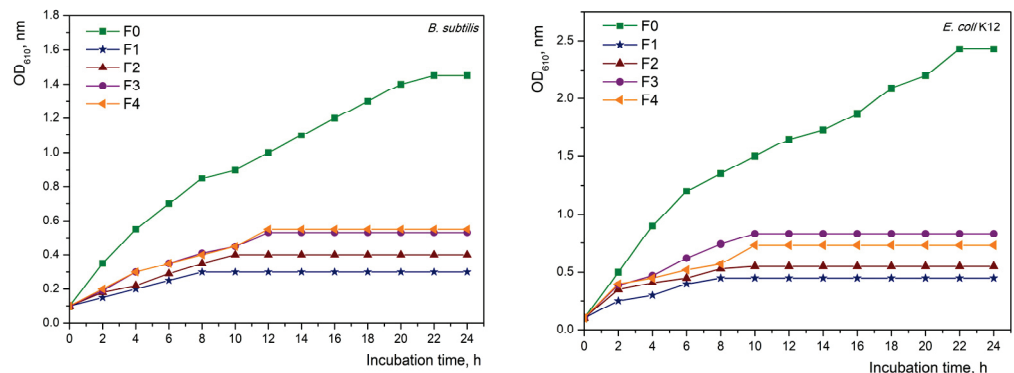 B. subtilis
F0
F1
F2
F3
F4
OD610, nm
1.8
1.6
1.4
1.2
1.0
0.8
0.6
0.4
0.2
0.0
0 2 4 6 8 10 12 14 16 18 20 22 24
Incubation time, h
E. coli K12
F0
F1
F2
F3
F4
OD610, nm
2.5
2.0
1.5
1.0
0.5
0.0
0 2 4 6 8 10 12 14 16 18 20 22 24
Incubation time, h